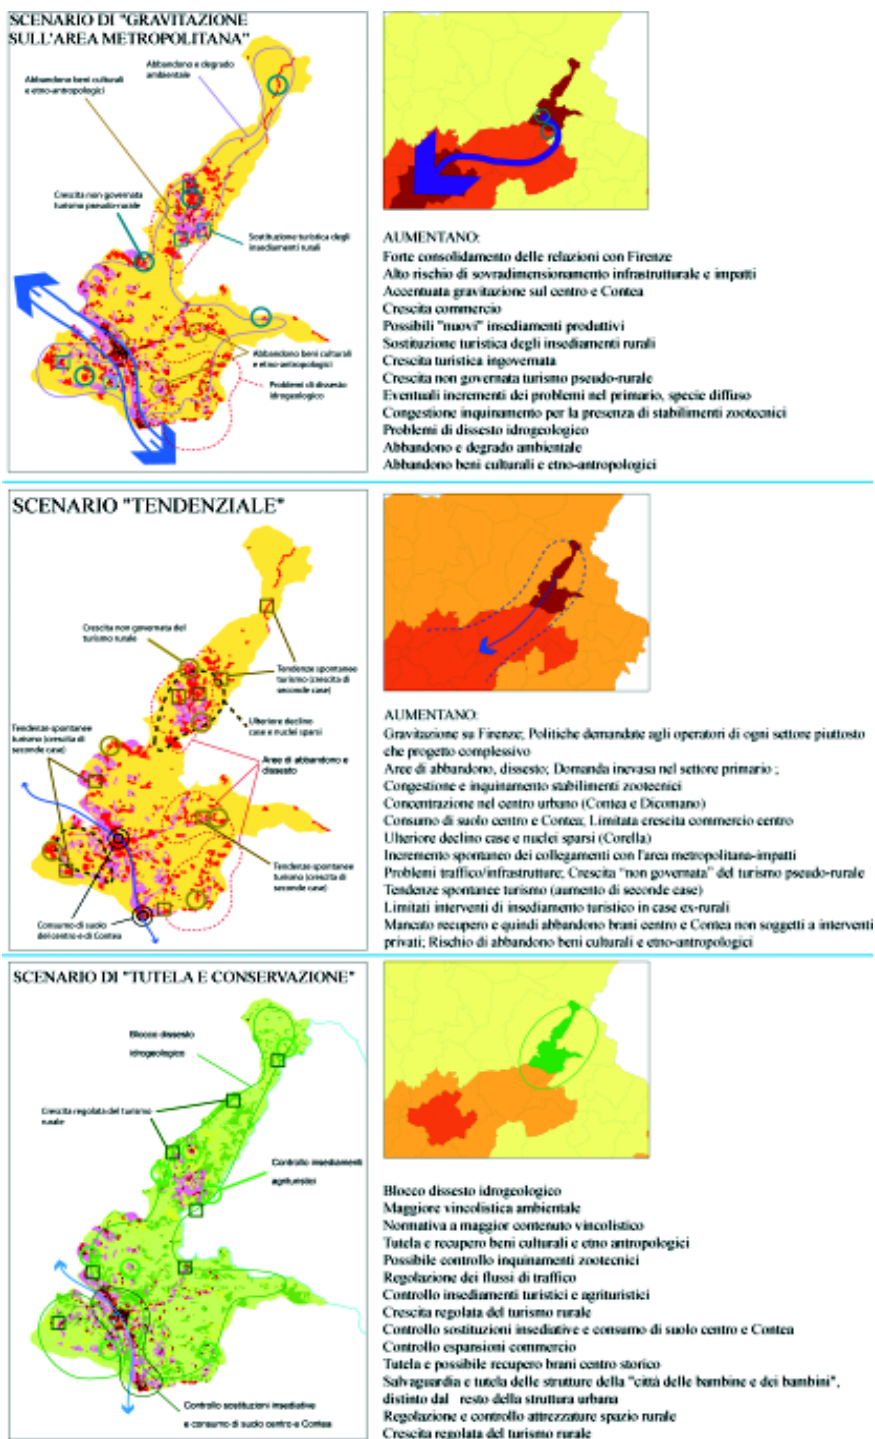 SCENARIO DI "GRAVITAZIONE
SULL'AREA METROPOLITANA"
Abbandono e degrado
ambientale
Abbandono beni culturali
e etno-antropologici
Crescita non governata
turismo pseudo-rurale
Sostituzione turistica degli
insediamenti rurali
Abbandono beni culturali
e etno-antropologici
Problemi di dissesto
idrogeologico
AUMENTANO:
Forte consolidamento delle relazioni con Firenze
Alto rischio di sovradimensionamento infrastrutturale e impatti
Accentuata gravitazione sul centro e Contea
Crescita commercio
Possibili "nuovi" insediamenti produttivi
Sostituzione turistica degli insediamenti rurali
Crescita turistica ingovernata
Crescita non governata turismo pseudo-rurale
Eventuali incrementi dei problemi nel primario, specie diffuso
Congestione inquinamento per la presenza di stabilimenti zootecnici
Problemi di dissesto idrogeologico
Abbandono e degrado ambientale
Abbandono beni culturali e etno-antropologici
SCENARIO "TENDENZIALE"
Crescita non governata del
turismo rurale
Tendenze spontanee
turismo (crescita di
seconde case)
Tendenze spontanee
turismo (crescita di
seconde case)
Ulteriore declino
case e nuclei sparsi
Aree di abbandono e
dissesto
Tendenze spontanee
turismo (crescita di
seconde case)
Consumo di suolo
del centro e di Contea
AUMENTANO:
Gravitazione su Firenze; Politiche demandate agli operatori di ogni settore piuttosto
che progetto complessivo
Aree di abbandono, dissesto; Domanda inevasa nel settore primario ;
Congestione e inquinamento stabilimenti zootecnici
Concentrazione nel centro urbano (Contea e Dicomano)
Consumo di suolo centro e Contea; Limitata crescita commercio centro
Ulteriore declino case e nuclei sparsi (Corella)
Incremento spontaneo dei collegamenti con l'area metropolitana-impatti
Problemi traffico/infrastrutture; Crescita "non governata" del turismo pseudo-rurale
Tendenze spontanee turismo (aumento di seconde case)
Limitati interventi di insediamento turistico in case ex-rurali
Mancato recupero e quindi abbandono brani centro e Contea non soggetti a interventi
privati; Rischio di abbandono beni culturali e etno-antropologici
SCENARIO DI "TUTELA E CONSERVAZIONE"
Blocco dissesto
idrogeologico
Crescita regolata del turismo
rurale
Controllo insediamenti
agrituristici
Controllo sostituzioni insediative
e consumo di suolo centro e Contea
Blocco dissesto idrogeologico
Maggiore vincolistica ambientale
Normativa a maggior contenuto vincolistico
Tutela e recupero beni culturali e etno antropologici
Possibile controllo inquinamenti zootecnici
Regolazione dei flussi di traffico
Controllo insediamenti turistici e agrituristici
Crescita regolata del turismo rurale
Controllo sostituzioni insediative e consumo di suolo centro e Contea
Controllo espansioni commercio
Tutela e possibile recupero brani centro storico
Salvaguardia e tutela delle strutture della "città delle bambine e dei bambini",
distinto dal resto della struttura urbana
Regolazione e controllo attrezzature spazio rurale
Crescita regolata del turismo rurale